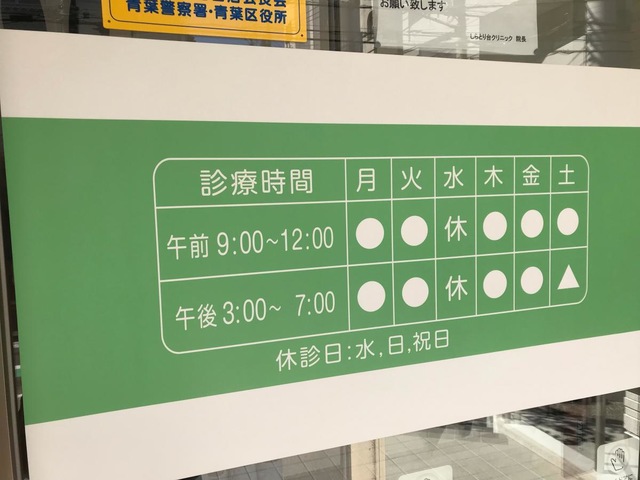 青葉警察署・青葉区役所
お願い致します
しらとり台クリニック 院長
診療時間 月 火 水 木 金 土
午前 9:00~12:00 ● ● 休 ● ● ●
午後 3:00~ 7:00 ● ● 休 ● ● ▲
休診日:水,日,祝日